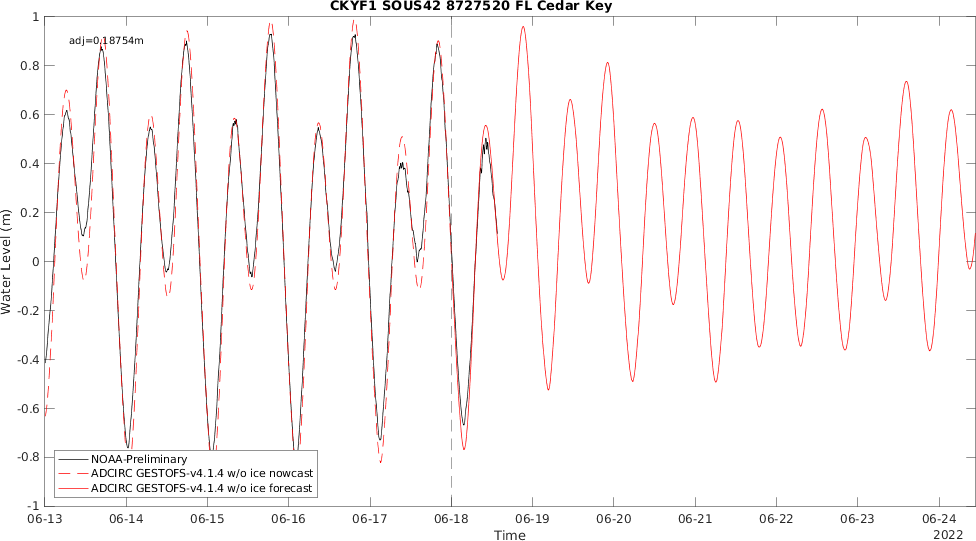 CKYF1 SOUS42 8727520 FL Cedar Key
adj=0.18754m
Water Level (m)
1
0.8
0.6
0.4
0.2
0
-0.2
-0.4
-0.6
-0.8
-1
NOAA-Preliminary
ADCIRC GESTOFS-v4.1.4 w/o ice nowcast
ADCIRC GESTOFS-v4.1.4 w/o ice forecast
06-13 06-14 06-15 06-16 06-17 06-18 06-19 06-20 06-21 06-22 06-23 06-24
Time
2022